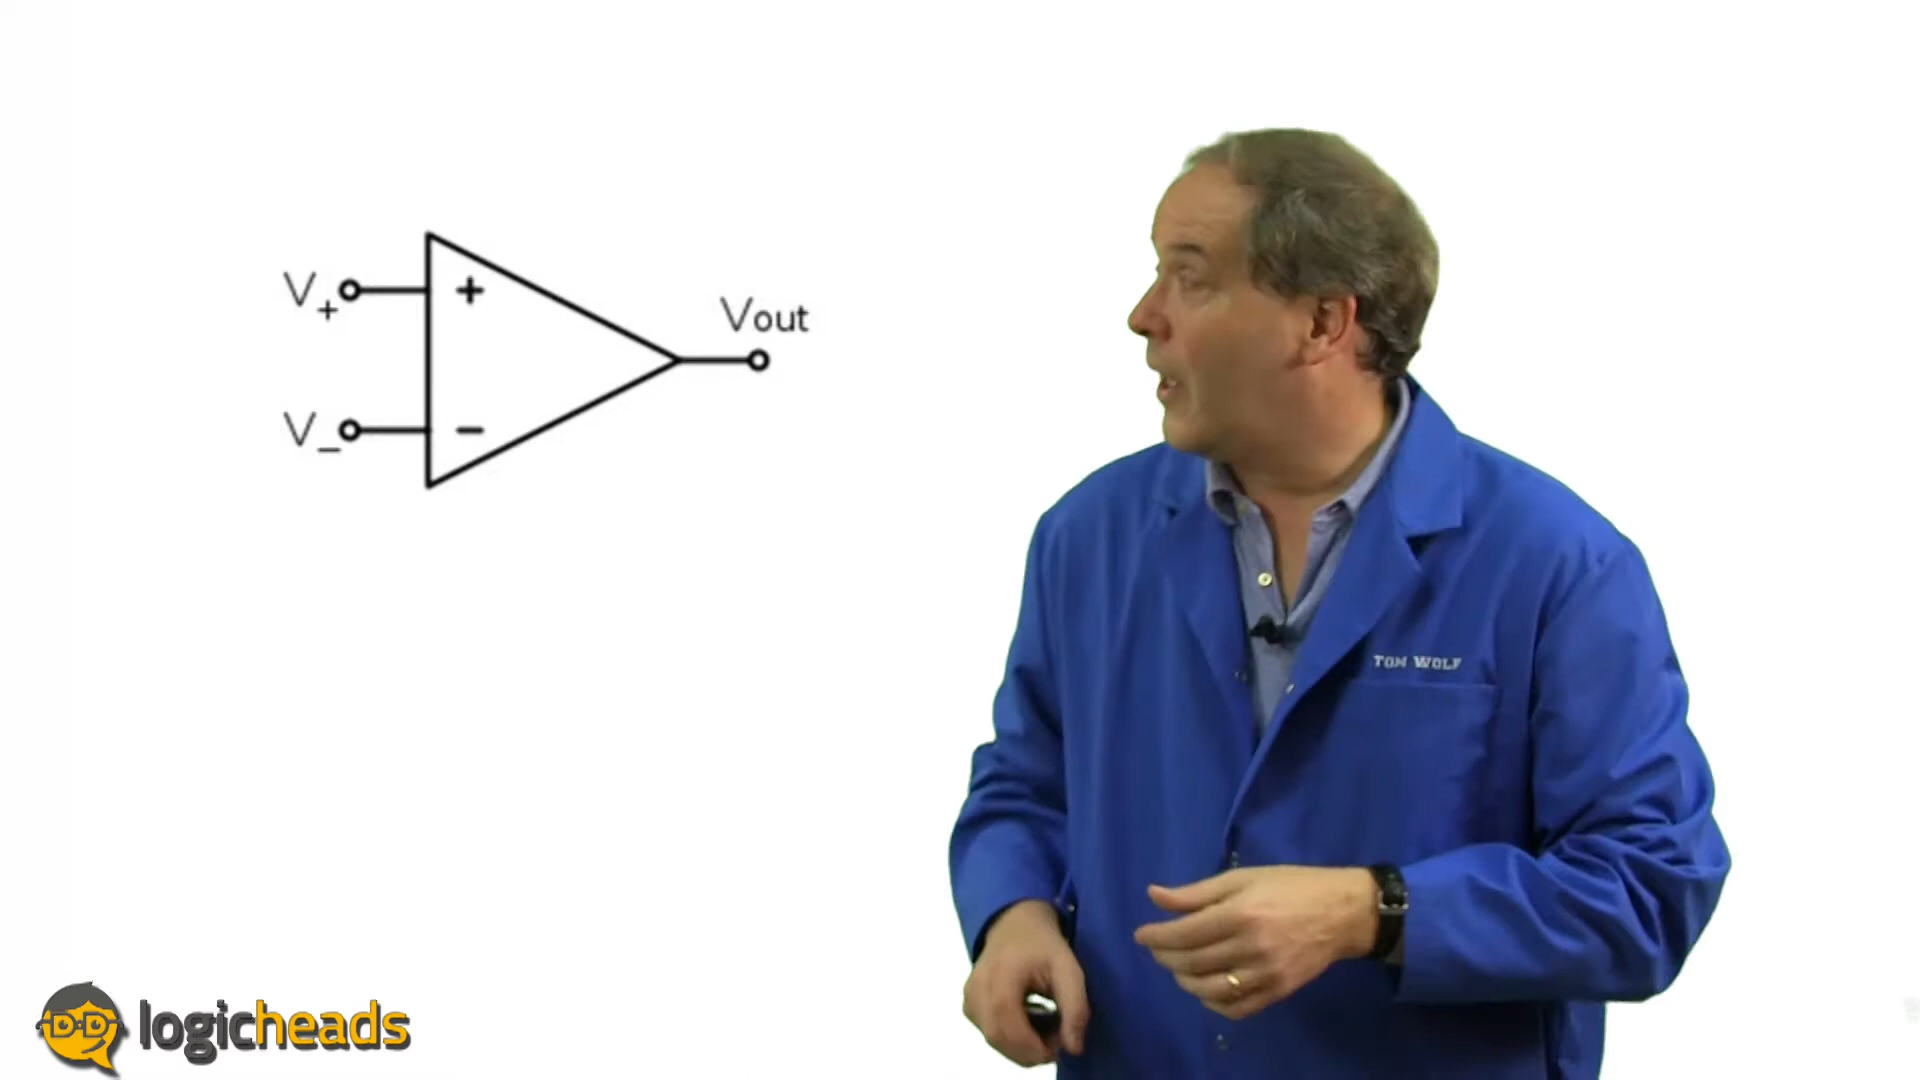 V+
+
Vout
V−
−
TOM WOLF
logicheads